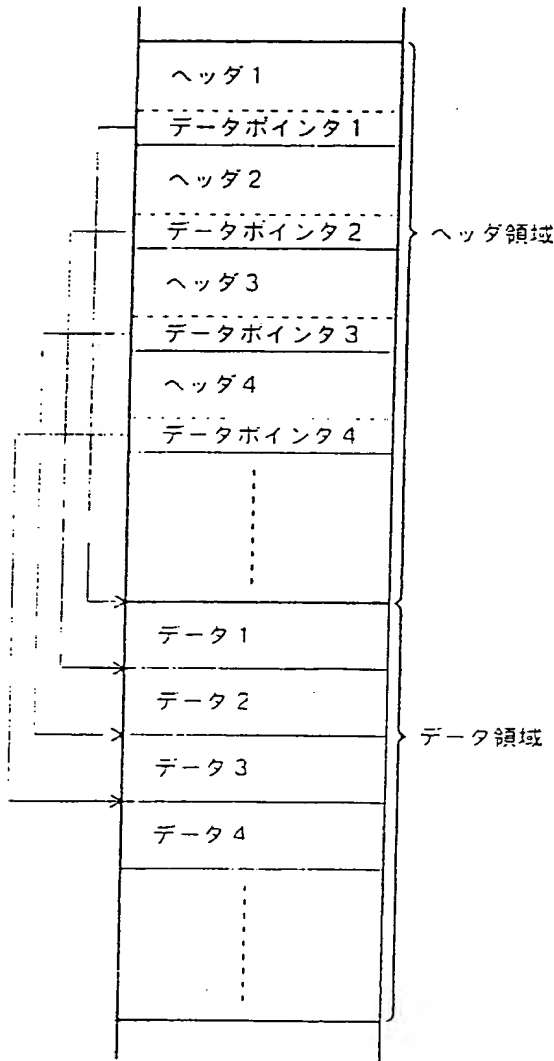 ヘッダ1
データポインタ1
ヘッダ2
データポインタ2
ヘッダ領域
ヘッダ3
データポインタ3
ヘッダ4
データポインタ4
データ1
データ2
データ領域
データ3
データ4